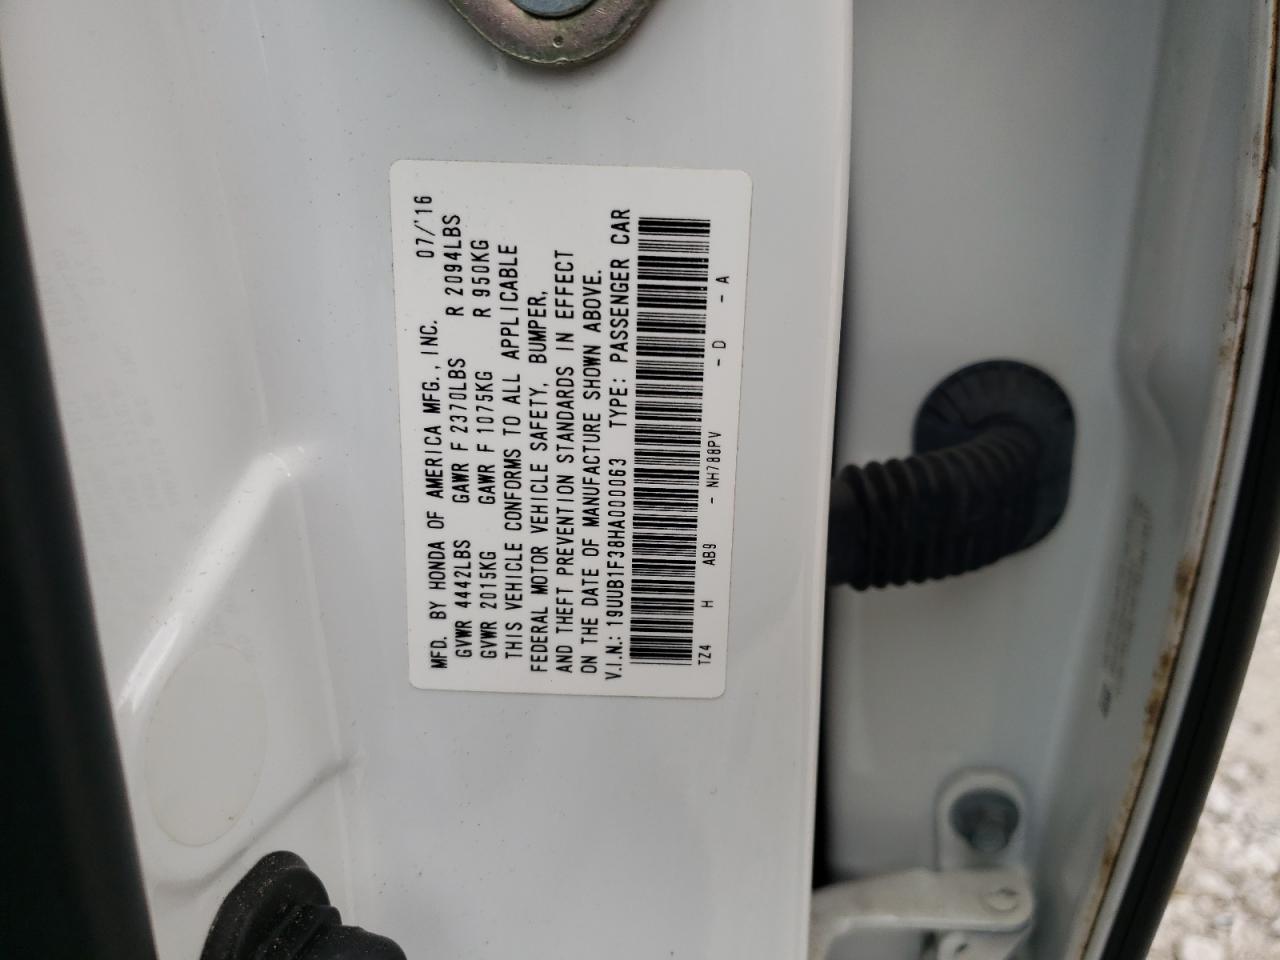 MFD. BY HONDA OF AMERICA MFG., INC. 07/'16
GVWR 4442LBS GAWR F 2370LBS R 2094LBS
GVWR 2015KG GAWR F 1075KG R 950KG
THIS VEHICLE CONFORMS TO ALL APPLICABLE
FEDERAL MOTOR VEHICLE SAFETY, BUMPER,
AND THEFT PREVENTION STANDARDS IN EFFECT
ON THE DATE OF MANUFACTURE SHOWN ABOVE.
V.I.N.: 19UUB1F38HA000063 TYPE: PASSENGER CAR
TZ4 H AB9 - NH788PV - D - A